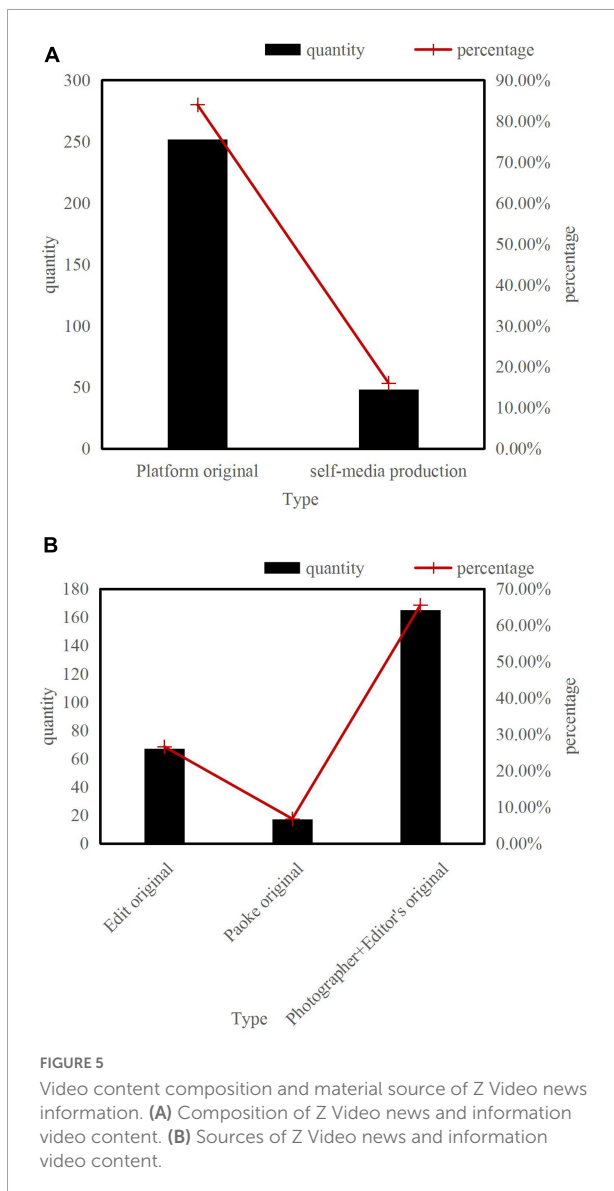 A
quantity percentage
300
250
200
150
100
50
0
quantity
90.00%
80.00%
70.00%
60.00%
50.00%
40.00%
30.00%
20.00%
10.00%
0.00%
percentage
Platform original self-media production
Type
B
quantity percentage
180
160
140
120
100
80
60
40
20
0
quantity
70.00%
60.00%
50.00%
40.00%
30.00%
20.00%
10.00%
0.00%
percentage
Edit original
Paoke original
Photographer+Editor's original
Type
FIGURE 5
Video content composition and material source of Z Video news
information. (A) Composition of Z Video news and information
video content. (B) Sources of Z Video news and information
video content.